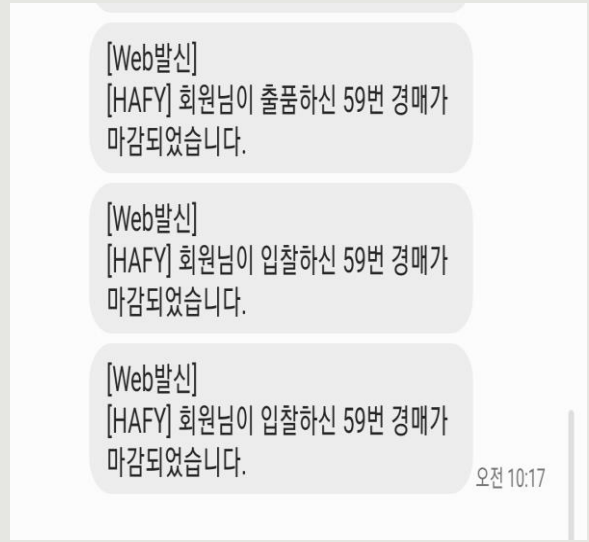 [Web발신]
[HAFY] 회원님이 출품하신 59번 경매가
마감되었습니다.
[Web발신]
[HAFY] 회원님이 입찰하신 59번 경매가
마감되었습니다.
[Web발신]
[HAFY] 회원님이 입찰하신 59번 경매가
마감되었습니다.
오전 10:17